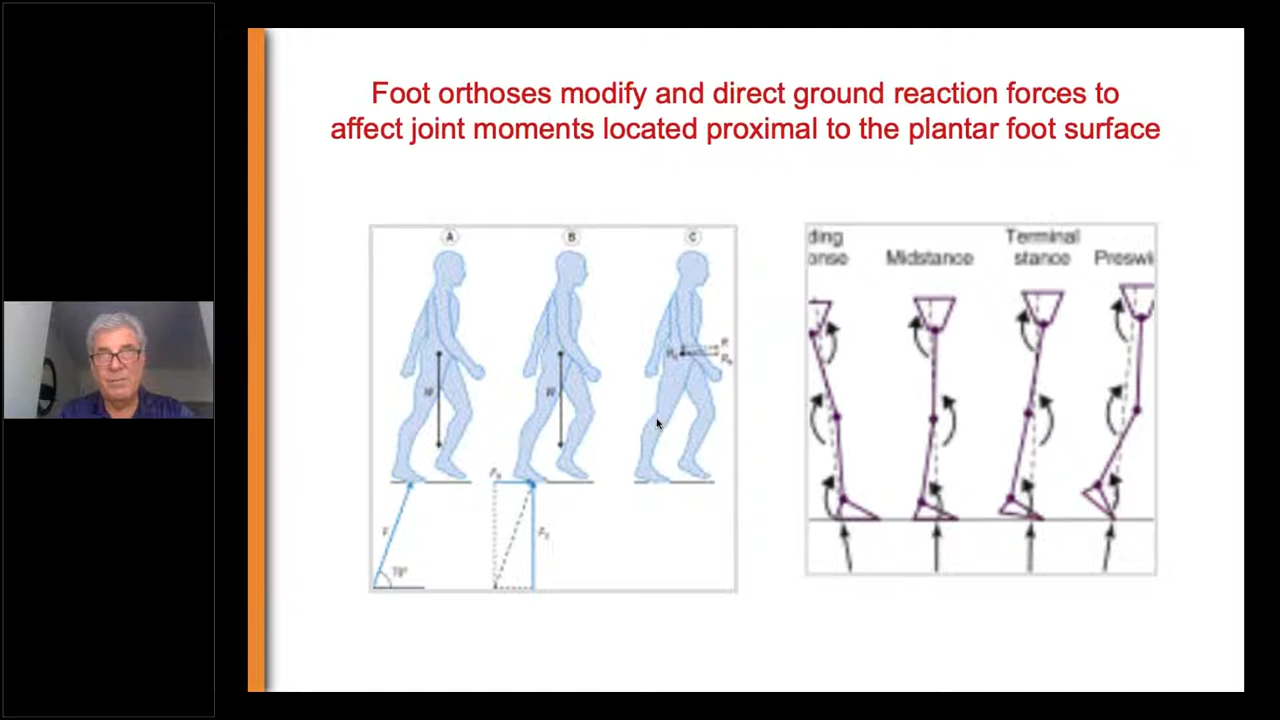 Foot orthoses modify and direct ground reaction forces to
affect joint moments located proximal to the plantar foot surface
A B C
ding
onse
Midstance
Terminal
stance
Preswi
W W
70°